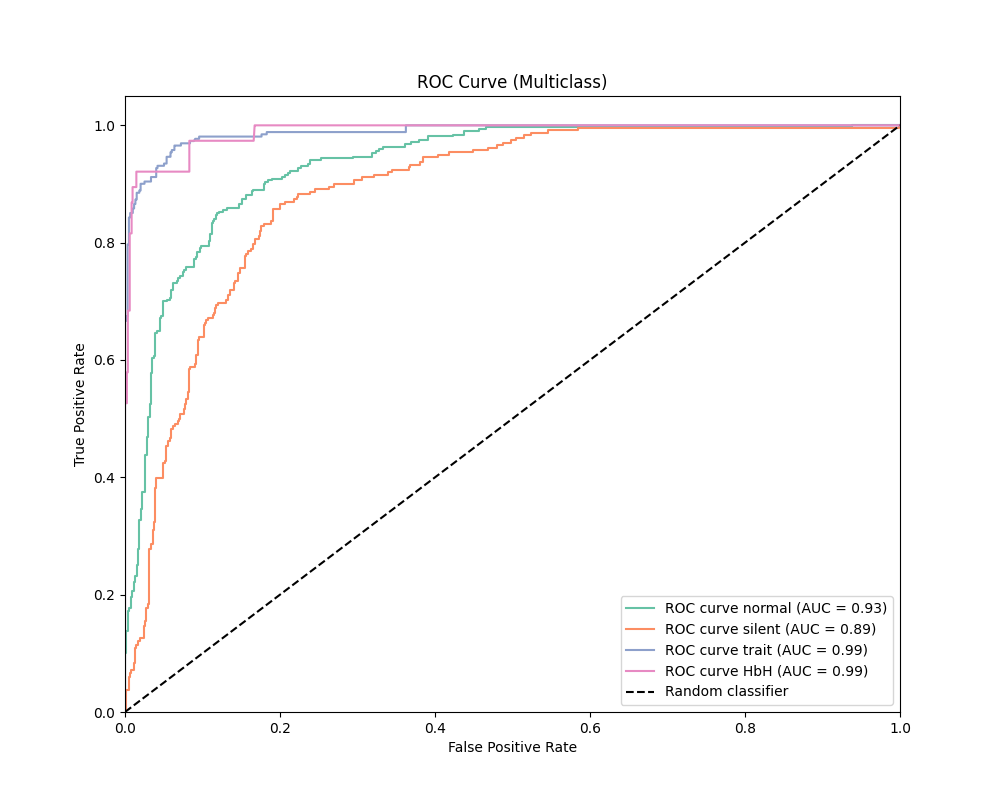 ROC Curve (Multiclass)
1.0
0.8
0.6
0.4
0.2
0.0
True Positive Rate
0.0 0.2 0.4 0.6 0.8 1.0
False Positive Rate
ROC curve normal (AUC = 0.93)
ROC curve silent (AUC = 0.89)
ROC curve trait (AUC = 0.99)
ROC curve HbH (AUC = 0.99)
Random classifier